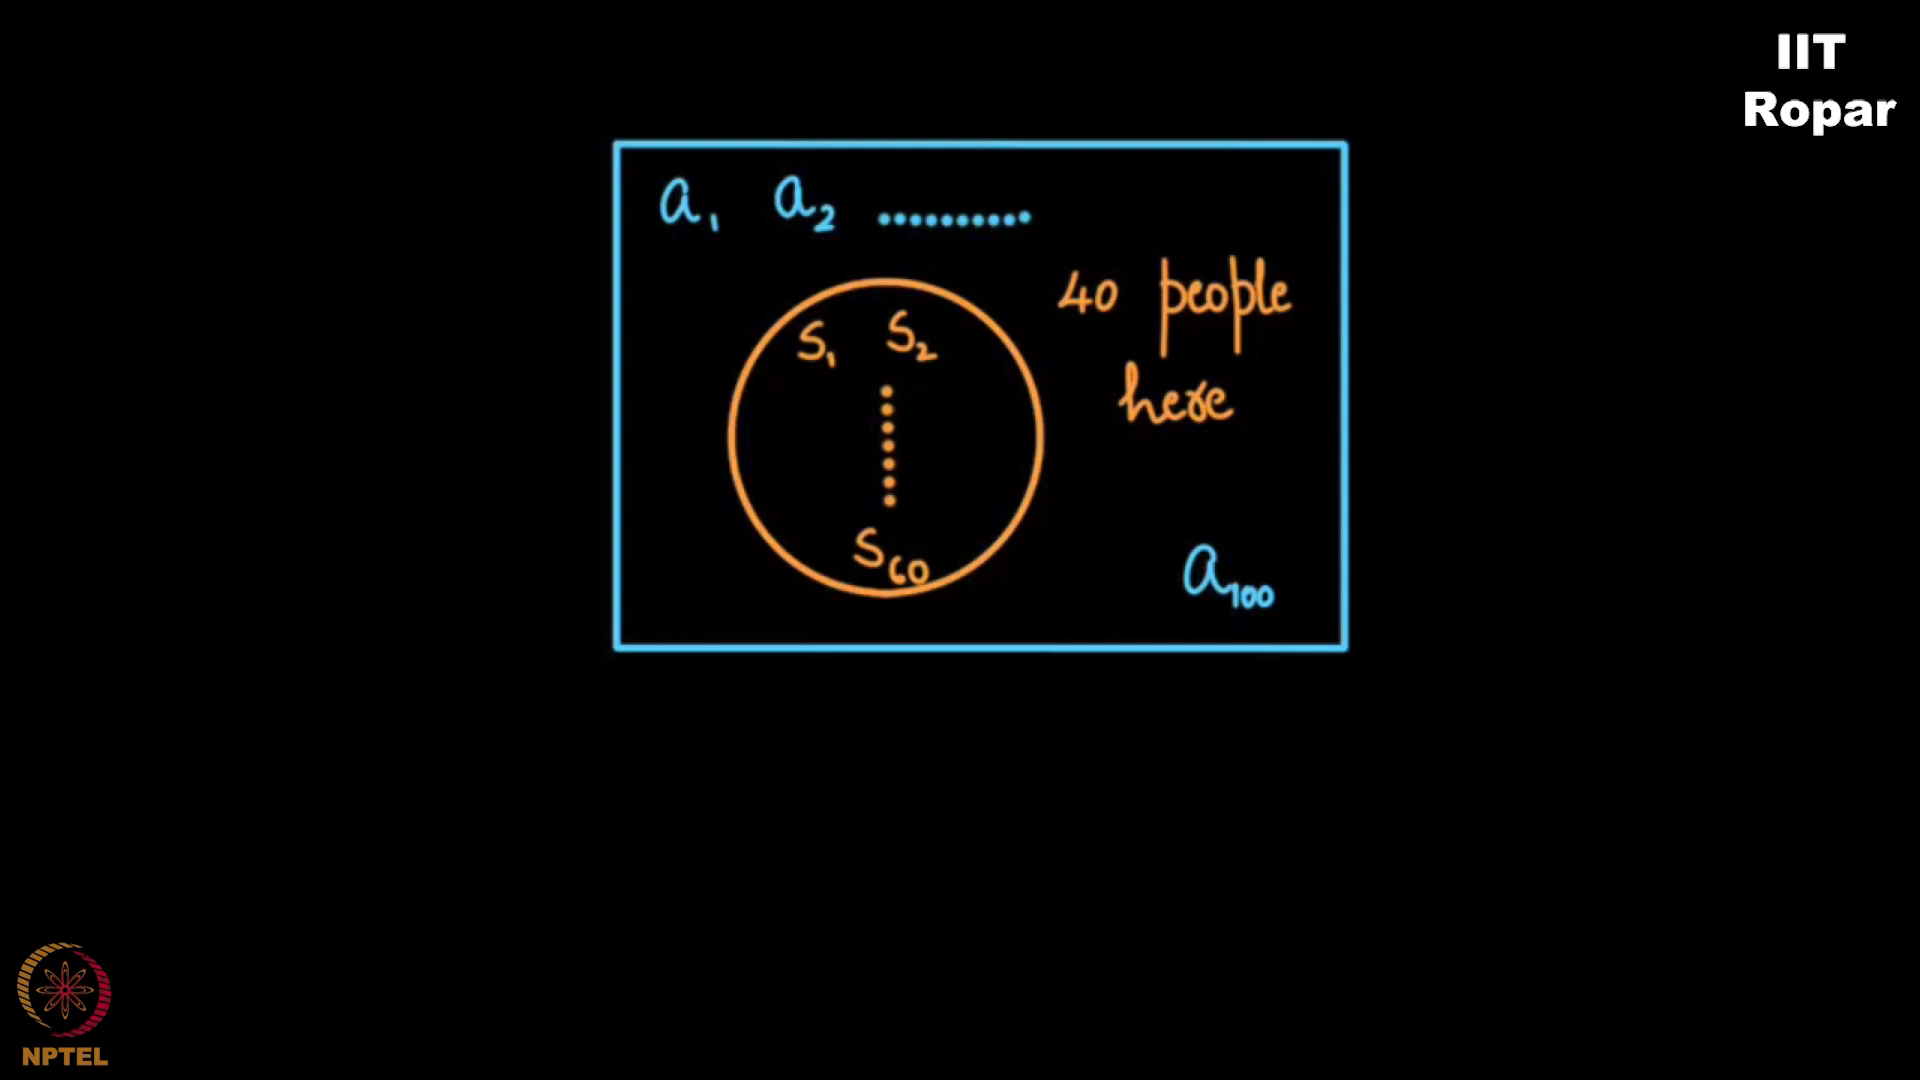 IIT
Ropar
a₁ a₂ ..........
40 people
here
S₁ S₂
S₆₀
a₁₀₀
NPTEL